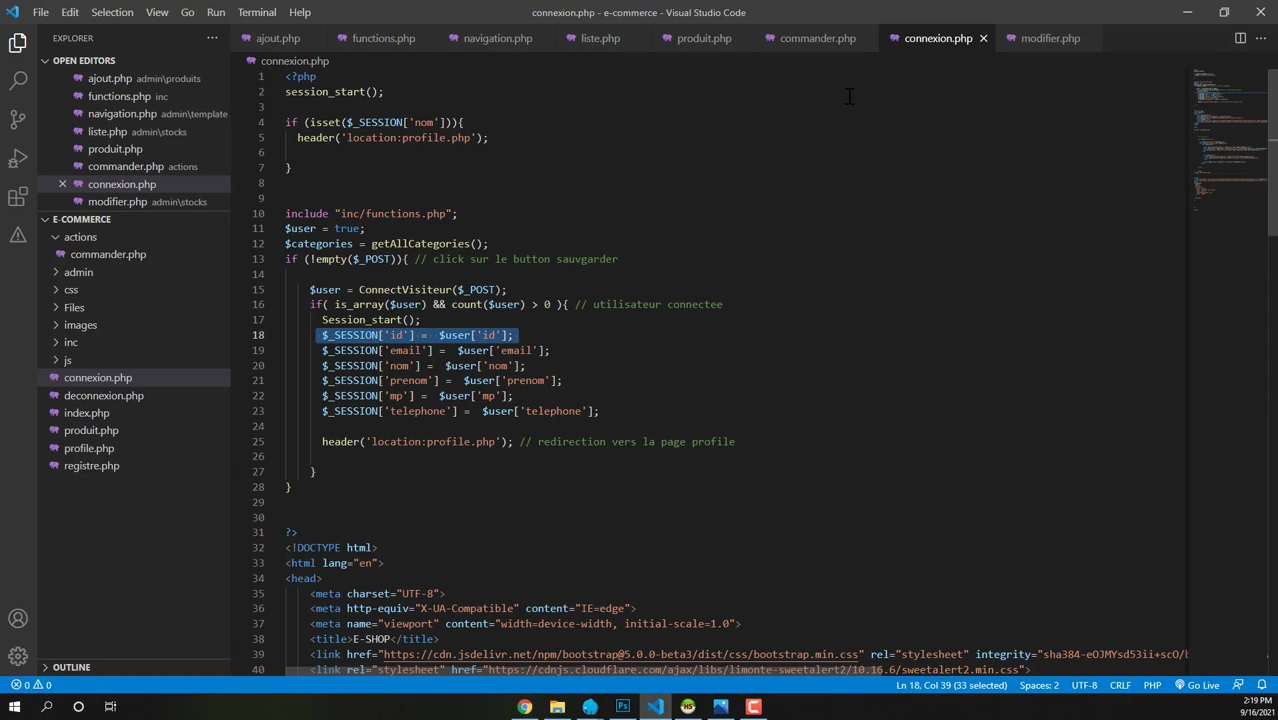 File Edit Selection View Go Run Terminal Help
connexion.php - e-commerce - Visual Studio Code
EXPLORER
OPEN EDITORS
ajout.php admin\produits
functions.php inc
navigation.php admin\template
liste.php admin\stocks
produit.php
commander.php actions
connexion.php
modifier.php admin\stocks
E-COMMERCE
actions
commander.php
admin
css
Files
images
inc
js
connexion.php
deconnexion.php
index.php
produit.php
profile.php
registre.php
OUTLINE
ajout.php functions.php navigation.php liste.php produit.php commander.php connexion.php modifier.php
connexion.php
1 <?php
2 session_start();
3
4 if (isset($_SESSION['nom'])){
5 header('location:profile.php');
6
7 }
8
9
10 include "inc/functions.php";
11 $user = true;
12 $categories = getAllCategories();
13 if (!empty($_POST)){ // click sur le button sauvgarder
14
15 $user = ConnectVisiteur($_POST);
16 if( is_array($user) && count($user) > 0 ){ // utilisateur connectee
17 Session_start();
18 $_SESSION['id'] = $user['id'];
19 $_SESSION['email'] = $user['email'];
20 $_SESSION['nom'] = $user['nom'];
21 $_SESSION['prenom'] = $user['prenom'];
22 $_SESSION['mp'] = $user['mp'];
23 $_SESSION['telephone'] = $user['telephone'];
24
25 header('location:profile.php'); // redirection vers la page profile
26
27 }
28 }
29
30
31 ?>
32 <!DOCTYPE html>
33 <html lang="en">
34 <head>
35 <meta charset="UTF-8">
36 <meta http-equiv="X-UA-Compatible" content="IE=edge">
37 <meta name="viewport" content="width=device-width, initial-scale=1.0">
38 <title>E-SHOP</title>
39 <link href="https://cdn.jsdelivr.net/npm/bootstrap@5.0.0-beta3/dist/css/bootstrap.min.css" rel="stylesheet" integrity="sha384-eOJMYsd53ii+scO/b
40 <link rel="stylesheet" href="https://cdnjs.cloudflare.com/ajax/libs/limonte-sweetalert2/10.16.6/sweetalert2.min.css">
0 0 Ln 18, Col 39 (33 selected) Spaces: 2 UTF-8 CRLF PHP Go Live
2:19 PM
9/16/2021